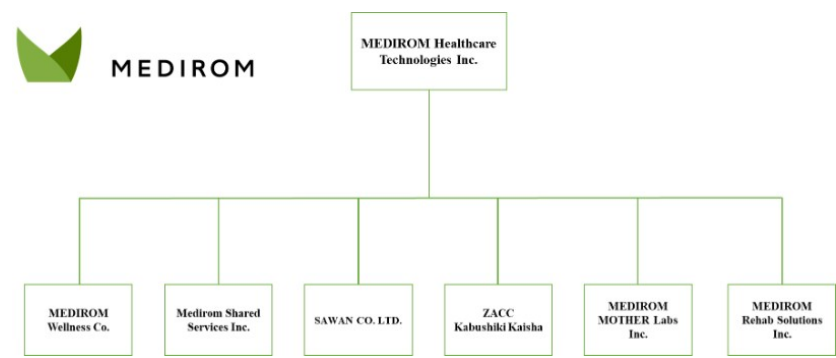 MEDIROM
MEDIROM Healthcare
Technologies Inc.
MEDIROM
Wellness Co.
Medirom Shared
Services Inc.
SAWAN CO. LTD.
ZACC
Kabushiki Kaisha
MEDIROM
MOTHER Labs
Inc.
MEDIROM
Rehab Solutions
Inc.